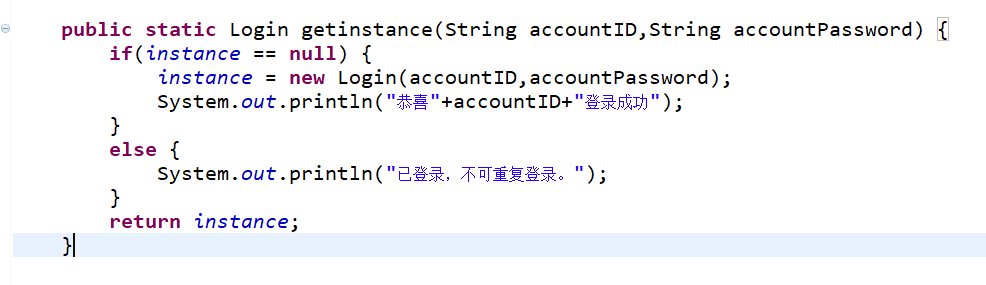 public static Login getinstance(String accountID,String accountPassword) {
if(instance == null) {
instance = new Login(accountID,accountPassword);
System.out.println("恭喜"+accountID+"登录成功");
}
else {
System.out.println("已登录，不可重复登录。");
}
return instance;
}